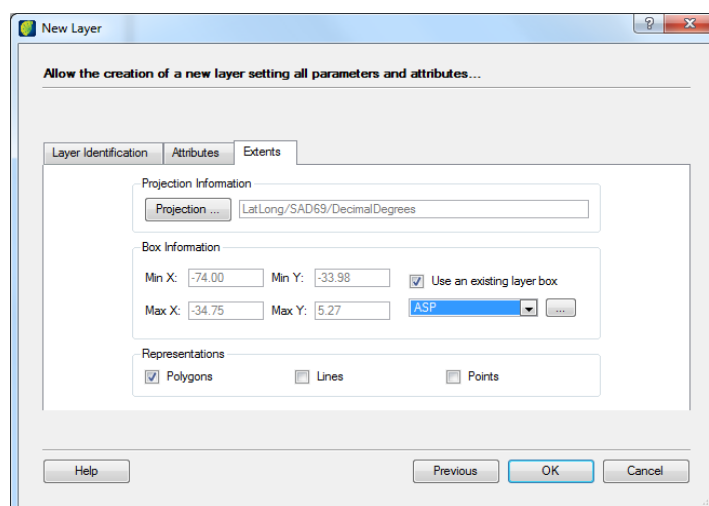 New Layer
Allow the creation of a new layer setting all parameters and attributes...
Layer Identification Attributes Extents
Projection Information
Projection ... LatLong/SAD69/DecimalDegrees
Box Information
Min X: -74.00 Min Y: -33.98 Use an existing layer box
Max X: -34.75 Max Y: 5.27 ASP ...
Representations
Polygons Lines Points
Help Previous OK Cancel